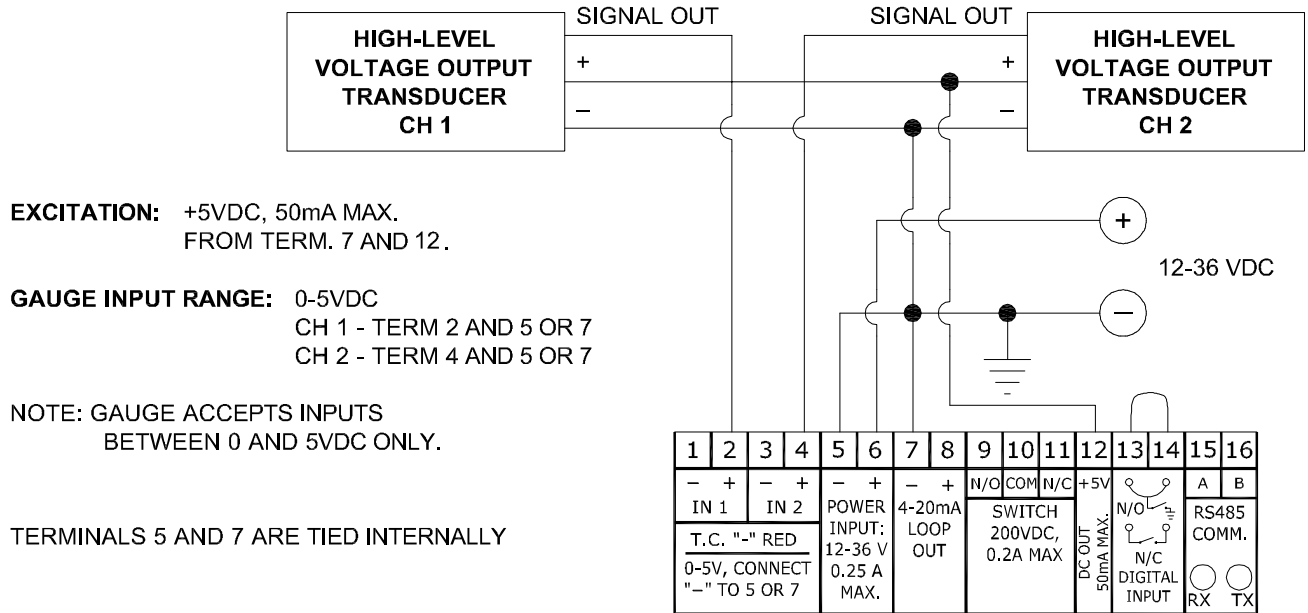 SIGNAL OUT SIGNAL OUT
HIGH-LEVEL
VOLTAGE OUTPUT
TRANSDUCER
CH 1
+
−
+
−
HIGH-LEVEL
VOLTAGE OUTPUT
TRANSDUCER
CH 2
EXCITATION: +5VDC, 50mA MAX.
FROM TERM. 7 AND 12.
+
12-36 VDC
−
GAUGE INPUT RANGE: 0-5VDC
CH 1 - TERM 2 AND 5 OR 7
CH 2 - TERM 4 AND 5 OR 7
NOTE: GAUGE ACCEPTS INPUTS
BETWEEN 0 AND 5VDC ONLY.
TERMINALS 5 AND 7 ARE TIED INTERNALLY
1 2 3 4 5 6 7 8 9 10 11 12 13 14 15 16
− + − + − + − + N/O COM N/C +5V A B
IN 1 IN 2
T.C. "-" RED
0-5V, CONNECT
"−" TO 5 OR 7
POWER
INPUT:
12-36 V
0.25 A
MAX.
4-20mA
LOOP
OUT
SWITCH
200VDC,
0.2A MAX
DC OUT
50mA MAX.
N/O
N/C
DIGITAL
INPUT
RS485
COMM.
RX TX